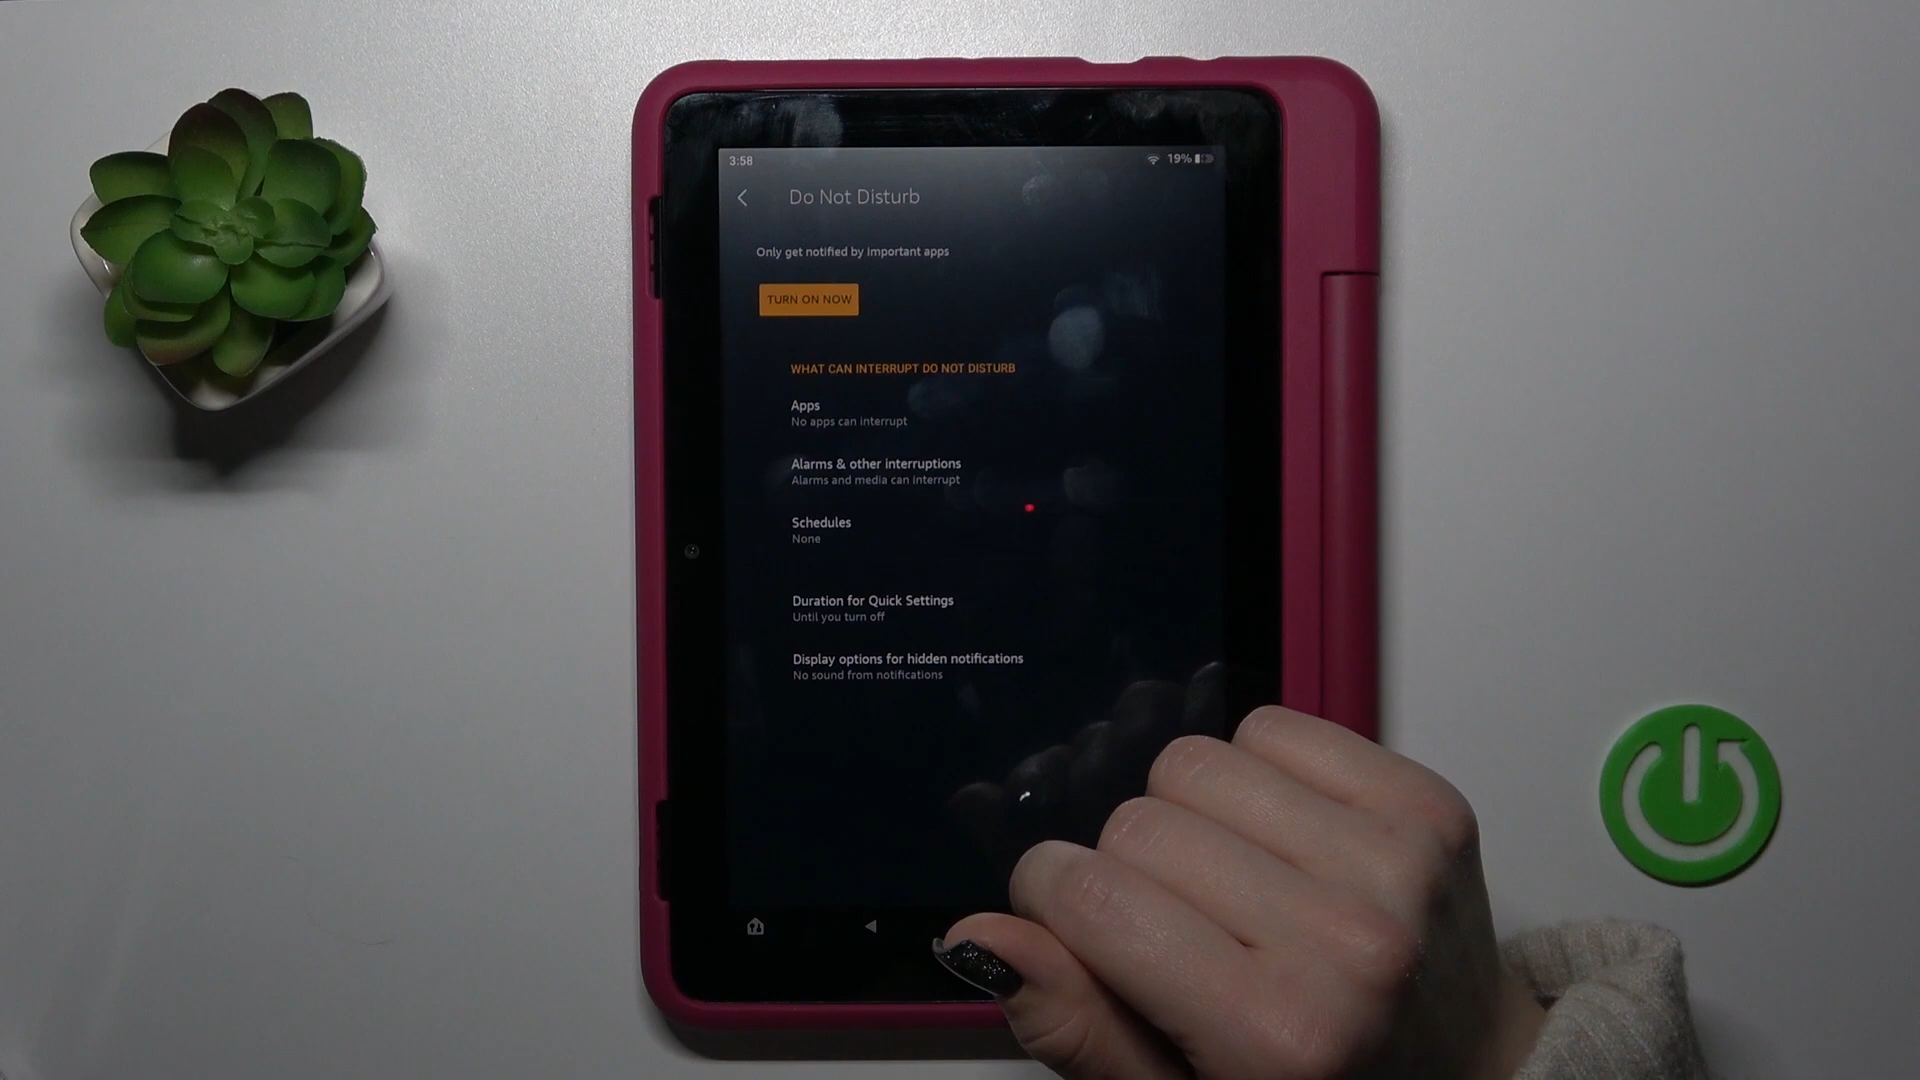 3:58
19%
Do Not Disturb
Only get notified by important apps
TURN ON NOW
WHAT CAN INTERRUPT DO NOT DISTURB
Apps
No apps can interrupt
Alarms & other interruptions
Alarms and media can interrupt
Schedules
None
Duration for Quick Settings
Until you turn off
Display options for hidden notifications
No sound from notifications